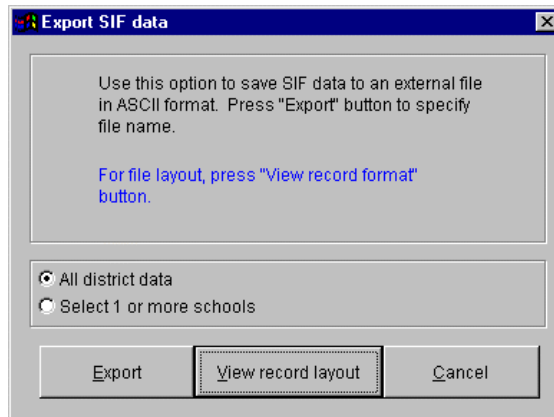 Export SIF data
Use this option to save SIF data to an external file
in ASCII format.  Press "Export" button to specify
file name.
For file layout, press "View record format"
button.
All district data
Select 1 or more schools
Export View record layout Cancel